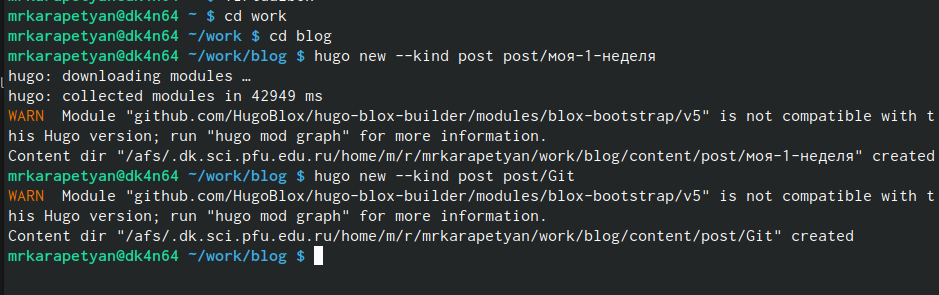 mrkarapetyan@dk4n64 ~ $ cd work
mrkarapetyan@dk4n64 ~/work $ cd blog
mrkarapetyan@dk4n64 ~/work/blog $ hugo new --kind post post/моя-1-неделя
hugo: downloading modules …
hugo: collected modules in 42949 ms
WARN  Module "github.com/HugoBlox/hugo-blox-builder/modules/blox-bootstrap/v5" is not compatible with t
his Hugo version; run "hugo mod graph" for more information.
Content dir "/afs/.dk.sci.pfu.edu.ru/home/m/r/mrkarapetyan/work/blog/content/post/моя-1-неделя" created
mrkarapetyan@dk4n64 ~/work/blog $ hugo new --kind post post/Git
WARN  Module "github.com/HugoBlox/hugo-blox-builder/modules/blox-bootstrap/v5" is not compatible with t
his Hugo version; run "hugo mod graph" for more information.
Content dir "/afs/.dk.sci.pfu.edu.ru/home/m/r/mrkarapetyan/work/blog/content/post/Git" created
mrkarapetyan@dk4n64 ~/work/blog $